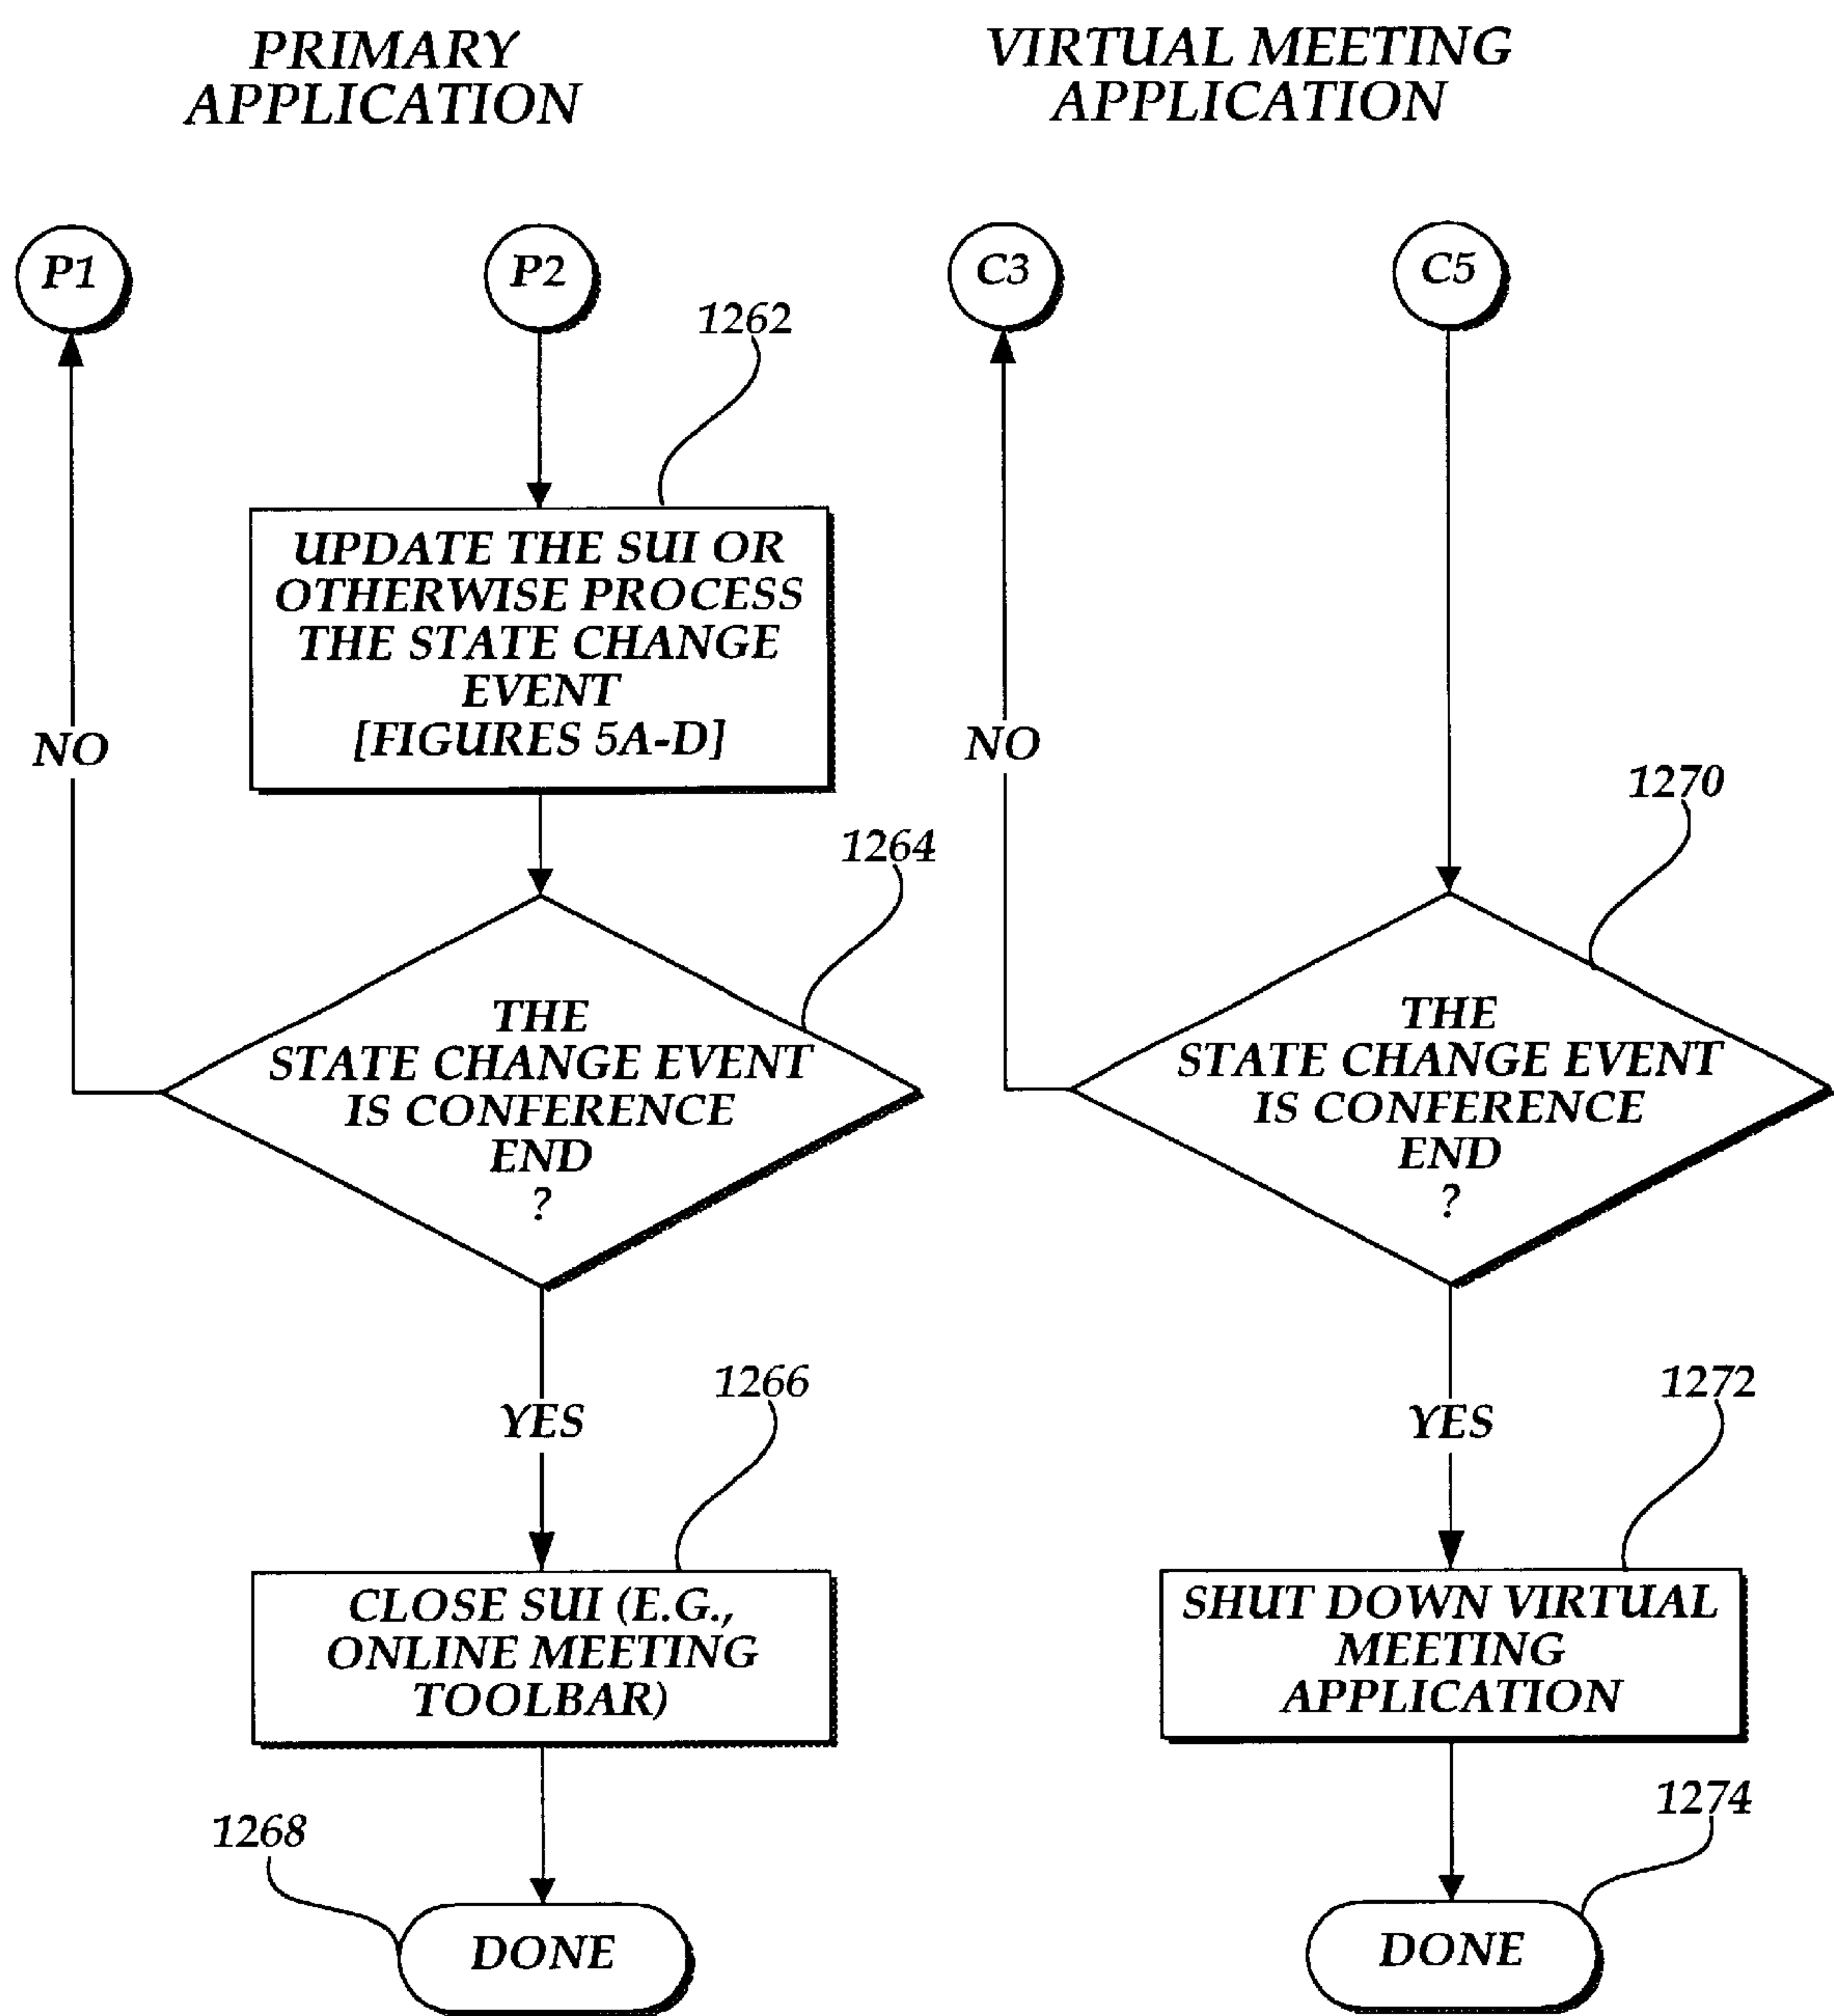 PRIMARY
APPLICATION
VIRTUAL MEETING
APPLICATION
P1
P2
C3
C5
1262
UPDATE THE SUI OR
OTHERWISE PROCESS
THE STATE CHANGE
EVENT
[FIGURES 5A-D]
NO
NO
1264
1270
THE
STATE CHANGE EVENT
IS CONFERENCE
END
?
THE
STATE CHANGE EVENT
IS CONFERENCE
END
?
YES
1266
YES
1272
CLOSE SUI (E.G.,
ONLINE MEETING
TOOLBAR)
SHUT DOWN VIRTUAL
MEETING
APPLICATION
1268
DONE
1274
DONE